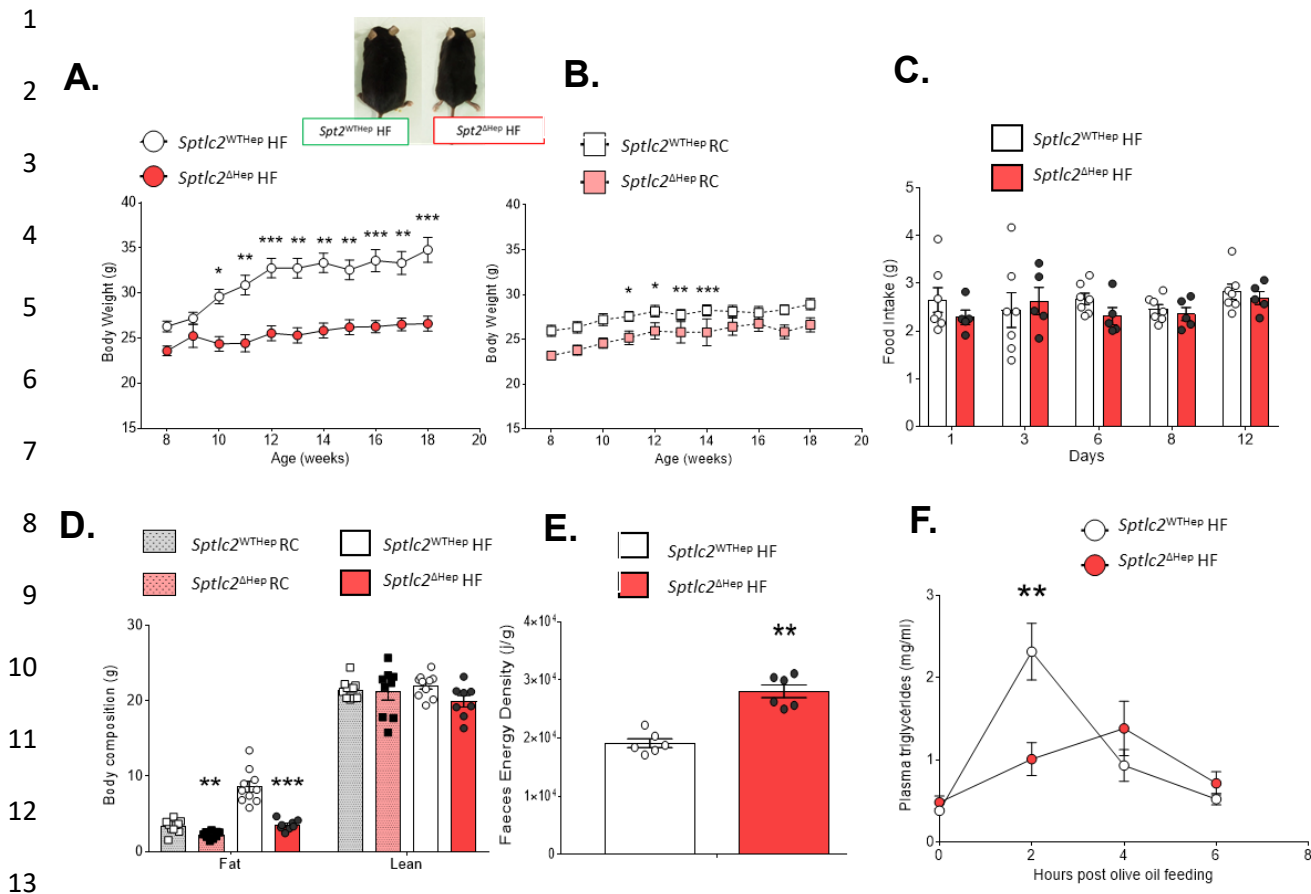 1
2
3
4
5
6
7
8
9
10
11
12
13
A.
Spt2WTHep HF
Spt2ΔHep HF
Sptlc2WTHep HF
Sptlc2ΔHep HF
Body Weight (g)
40
35
30
25
20
15
* ** *** ** ** ** *** ** ***
8 10 12 14 16 18 20
Age (weeks)
B.
Sptlc2WTHep RC
Sptlc2ΔHep RC
Body Weight (g)
40
35
30
25
20
15
* * ** ***
8 10 12 14 16 18 20
Age (weeks)
C.
Sptlc2WTHep HF
Sptlc2ΔHep HF
Food Intake (g)
5
4
3
2
1
0
1 3 6 8 12
Days
D.
Sptlc2WTHep RC
Sptlc2ΔHep RC
Sptlc2WTHep HF
Sptlc2ΔHep HF
Body composition (g)
30
20
10
0
** ***
Fat Lean
E.
Sptlc2WTHep HF
Sptlc2ΔHep HF
Faeces Energy Density (j/g)
4×10⁴
3×10⁴
2×10⁴
1×10⁴
0
**
F.
Sptlc2WTHep HF
Sptlc2ΔHep HF
Plasma triglycérides (mg/ml)
3
2
1
0
**
0 2 4 6 8
Hours post olive oil feeding